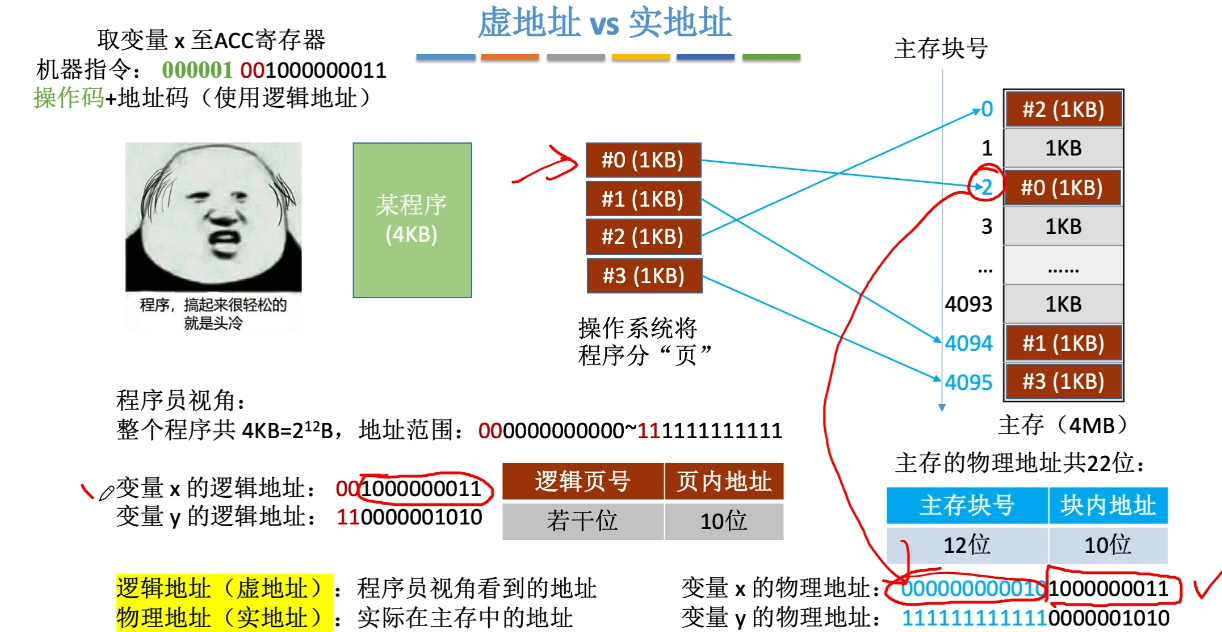 虚地址 vs 实地址
取变量 x 至ACC寄存器
机器指令： 000001 001000000011
操作码+地址码（使用逻辑地址）
程序，搞起来很轻松的
就是头冷
某程序
(4KB)
#0 (1KB)
#1 (1KB)
#2 (1KB)
#3 (1KB)
操作系统将
程序分“页”
主存块号
0 #2 (1KB)
1 1KB
2 #0 (1KB)
3 1KB
... ......
4093 1KB
4094 #1 (1KB)
4095 #3 (1KB)
主存（4MB）
程序员视角：
整个程序共 4KB=2¹²B，地址范围：000000000000~111111111111
变量 x 的逻辑地址： 001000000011
变量 y 的逻辑地址： 110000001010
逻辑页号 页内地址
若干位 10位
主存的物理地址共22位：
主存块号 块内地址
12位 10位
逻辑地址（虚地址）：程序员视角看到的地址
物理地址（实地址）：实际在主存中的地址
变量 x 的物理地址：0000000000101000000011
变量 y 的物理地址：1111111111110000001010